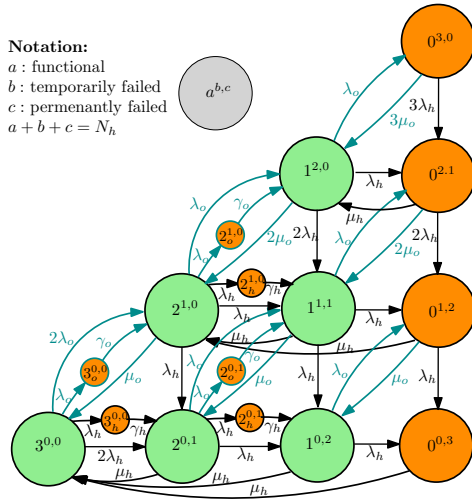 Notation:
a : functional
b : temporarily failed
c : permenantly failed
a + b + c = N_h
a^{b,c}
0^{3,0}
λ_o
3μ_o
3λ_h
1^{2,0}
λ_h
0^{2.1}
μ_h
λ_o
γ_o
2_o^{1,0}
λ_o
2μ_o
2λ_h
λ_o
2μ_o
2λ_h
2^{1,0}
λ_h
2_h^{1,0}
γ_h
λ_h
1^{1,1}
λ_h
0^{1,2}
μ_h
μ_h
2λ_o
γ_o
3_o^{0,0}
λ_o
μ_o
λ_h
λ_o
γ_o
2_o^{0,1}
λ_o
μ_o
λ_h
λ_o
μ_o
λ_h
3^{0,0}
λ_h
3_h^{0,0}
γ_h
2λ_h
2^{0,1}
λ_h
2_h^{0,1}
γ_h
λ_h
1^{0,2}
λ_h
0^{0,3}
μ_h
μ_h
μ_h